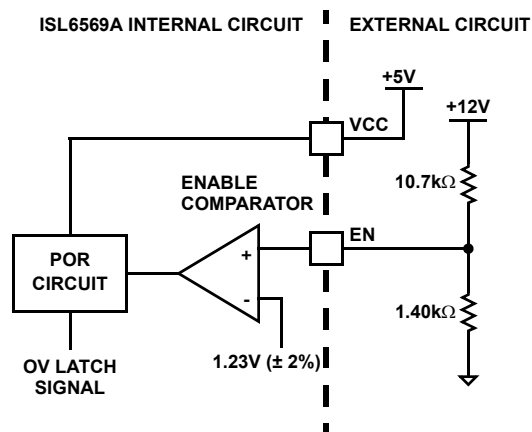 ISL6569A INTERNAL CIRCUIT
EXTERNAL CIRCUIT
+5V
+12V
VCC
10.7kΩ
ENABLE
COMPARATOR
EN
+
POR
CIRCUIT
-
1.40kΩ
1.23V (± 2%)
OV LATCH
SIGNAL